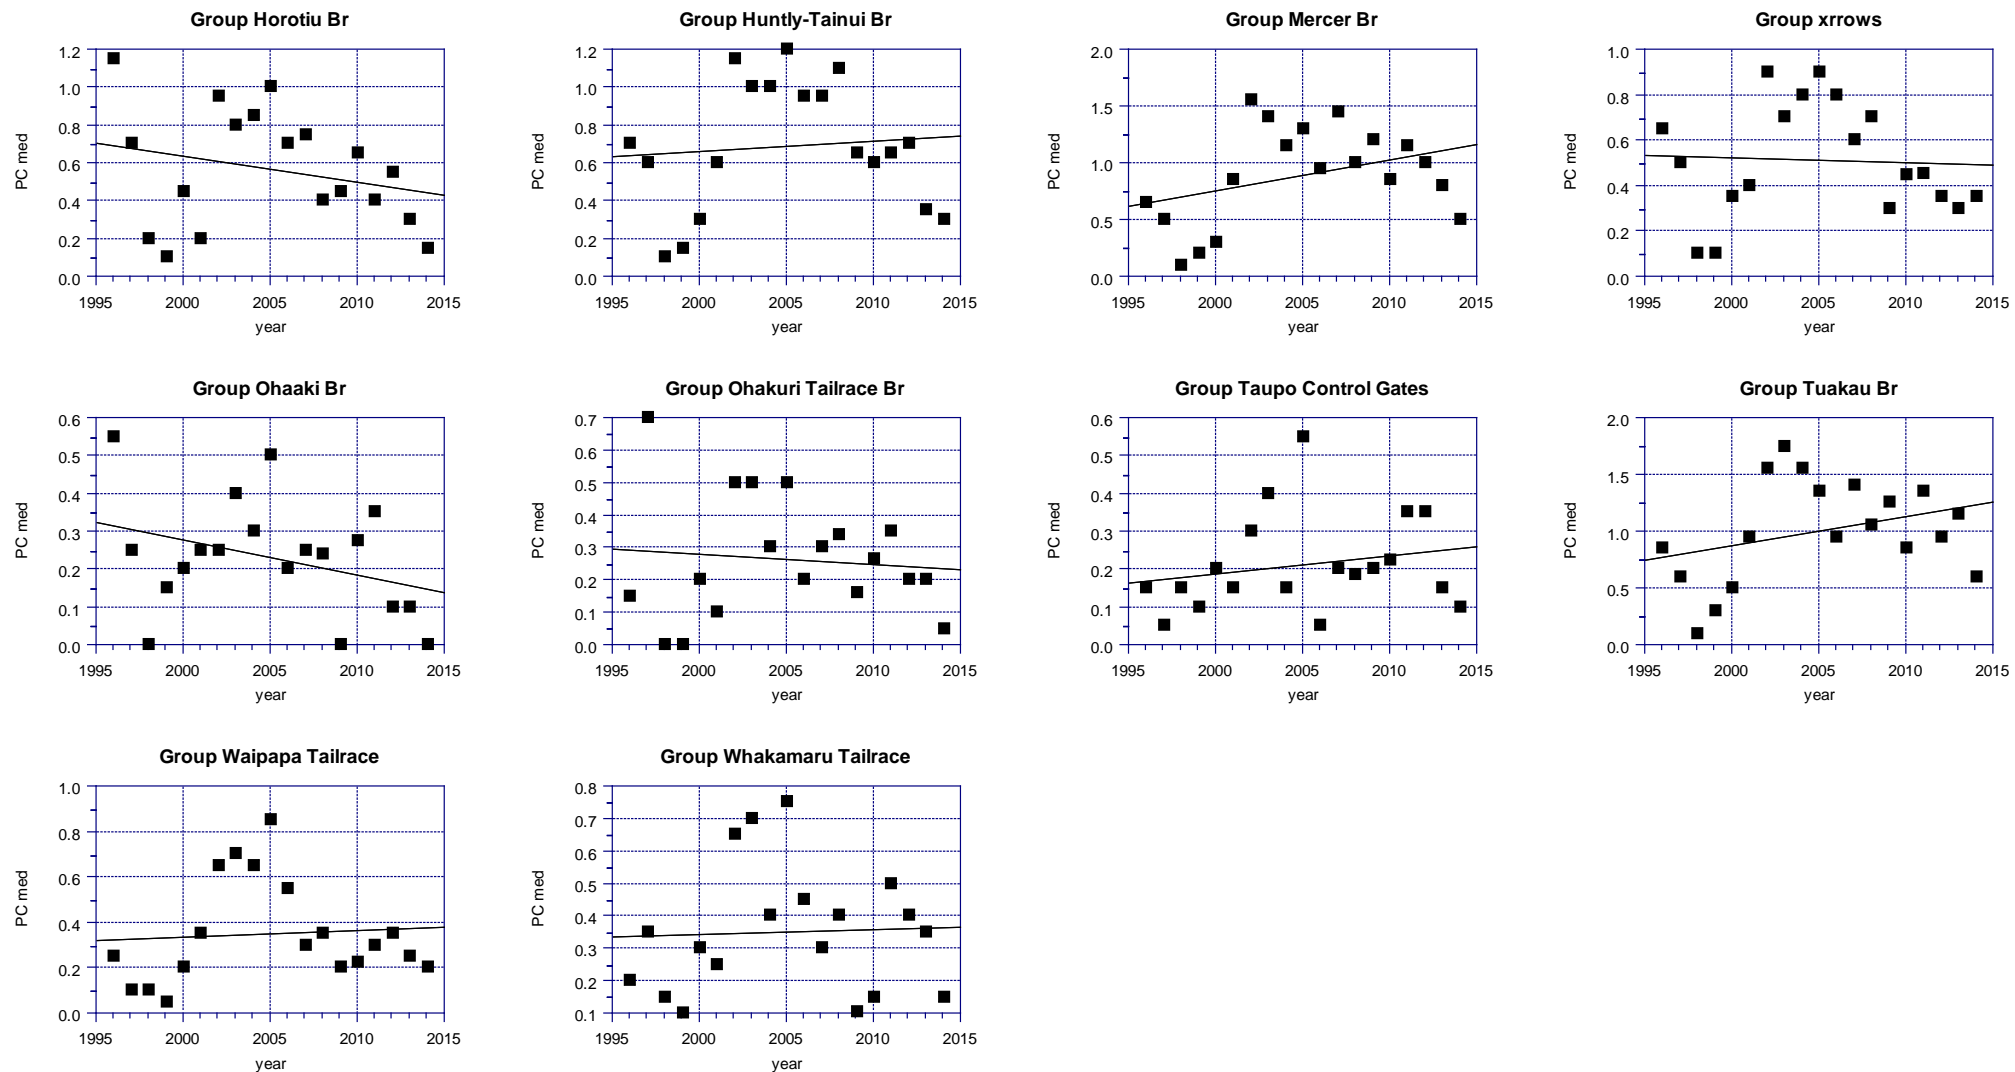 Group Horotiu Br
1.2
1.0
0.8
0.6
0.4
0.2
0.0
PC med
1995 2000 2005 2010 2015
year
Group Huntly-Tainui Br
1.2
1.0
0.8
0.6
0.4
0.2
0.0
PC med
1995 2000 2005 2010 2015
year
Group Mercer Br
2.0
1.5
1.0
0.5
0.0
PC med
1995 2000 2005 2010 2015
year
Group xrrows
1.0
0.8
0.6
0.4
0.2
0.0
PC med
1995 2000 2005 2010 2015
year
Group Ohaaki Br
0.6
0.5
0.4
0.3
0.2
0.1
0.0
PC med
1995 2000 2005 2010 2015
year
Group Ohakuri Tailrace Br
0.7
0.6
0.5
0.4
0.3
0.2
0.1
0.0
PC med
1995 2000 2005 2010 2015
year
Group Taupo Control Gates
0.6
0.5
0.4
0.3
0.2
0.1
0.0
PC med
1995 2000 2005 2010 2015
year
Group Tuakau Br
2.0
1.5
1.0
0.5
0.0
PC med
1995 2000 2005 2010 2015
year
Group Waipapa Tailrace
1.0
0.8
0.6
0.4
0.2
0.0
PC med
1995 2000 2005 2010 2015
year
Group Whakamaru Tailrace
0.8
0.7
0.6
0.5
0.4
0.3
0.2
0.1
PC med
1995 2000 2005 2010 2015
year